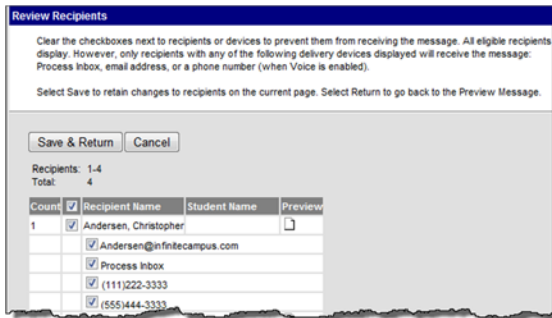 Review Recipients
Clear the checkboxes next to recipients or devices to prevent them from receiving the message. All eligible recipients
display. However, only recipients with any of the following delivery devices displayed will receive the message:
Process Inbox, email address, or a phone number (when Voice is enabled).
Select Save to retain changes to recipients on the current page. Select Return to go back to the Preview Message.
Save & Return Cancel
Recipients: 1-4
Total: 4
Count Recipient Name Student Name Preview
1 Andersen, Christopher
Andersen@infinitecampus.com
Process Inbox
(111)222-3333
(555)444-3333